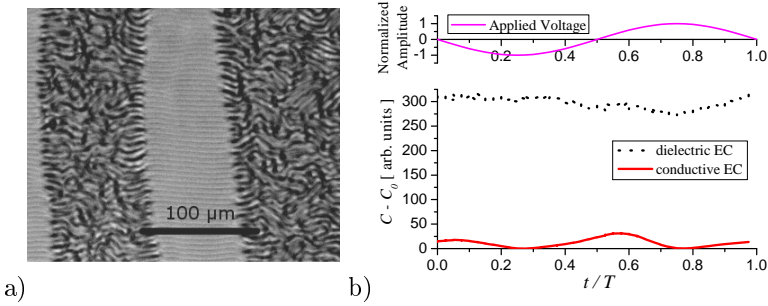 100 μm
a)
b)
Normalized
Amplitude
1
0
-1
Applied Voltage
0.0 0.2 0.4 0.6 0.8 1.0
C - C0 [ arb. units ]
300
250
200
150
100
50
0
dielectric EC
conductive EC
0.0 0.2 0.4 0.6 0.8 1.0
t / T